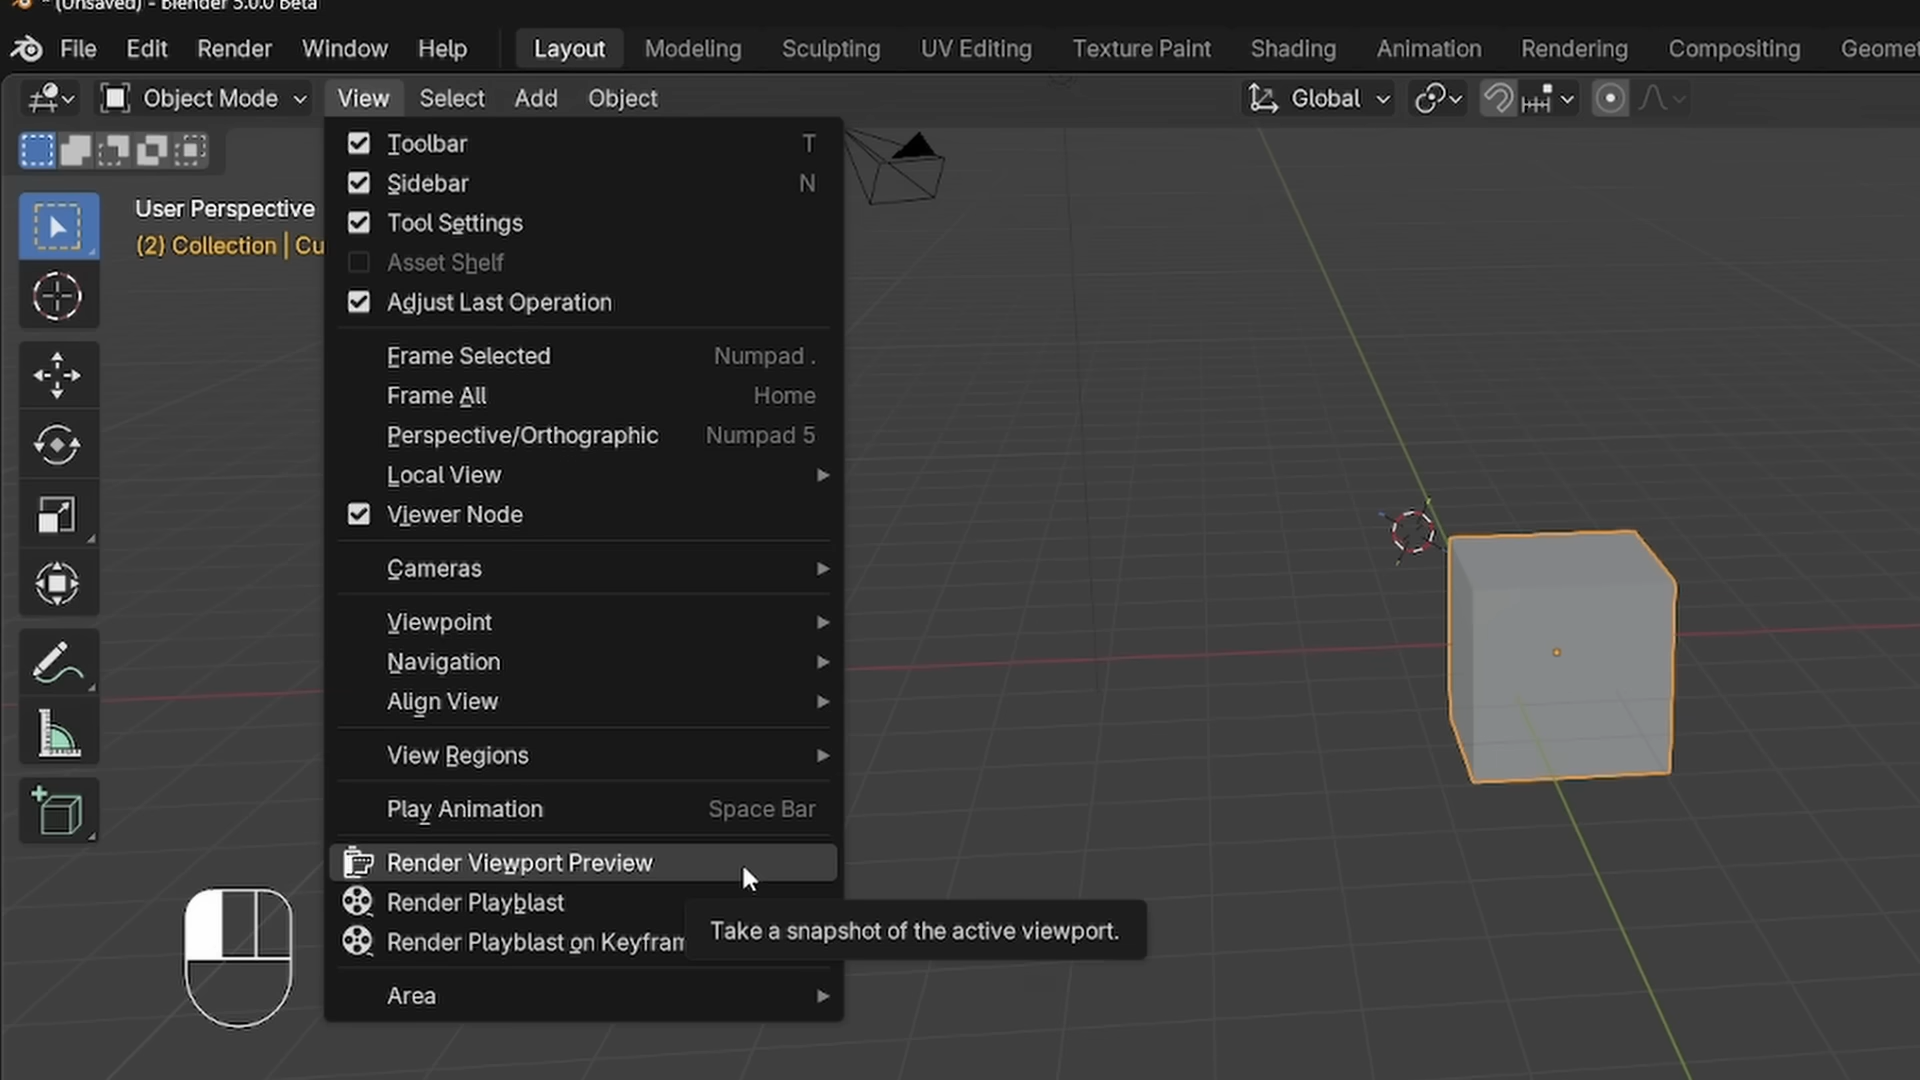 * (Unsaved) - Blender 5.0.0 Beta
File Edit Render Window Help Layout Modeling Sculpting UV Editing Texture Paint Shading Animation Rendering Compositing Geomet
Object Mode View Select Add Object Global
Toolbar T
Sidebar N
User Perspective
Tool Settings
(2) Collection | Cu
Asset Shelf
Adjust Last Operation
Frame Selected Numpad .
Frame All Home
Perspective/Orthographic Numpad 5
Local View
Viewer Node
Cameras
Viewpoint
Navigation
Align View
View Regions
Play Animation Space Bar
Render Viewport Preview
Render Playblast
Render Playblast on Keyfram
Take a snapshot of the active viewport.
Area